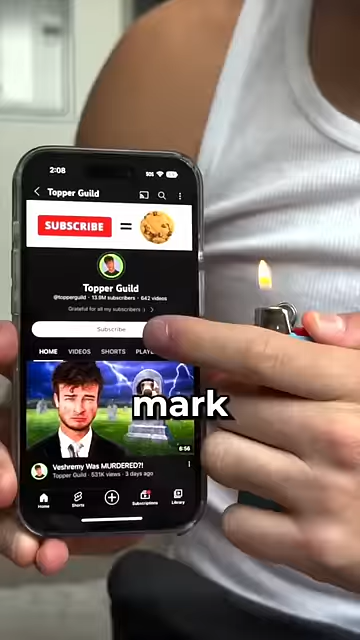 2:08
SOS
Topper Guild
SUBSCRIBE =
Topper Guild
@topperguild · 13.9M subscribers · 642 videos
Grateful for all my subscribers
Subscribe
HOME VIDEOS SHORTS PLAY
mark
6:56
Veshremy Was MURDERED?!
Topper Guild · 531K views · 3 days ago
Home Shorts Subscriptions Library